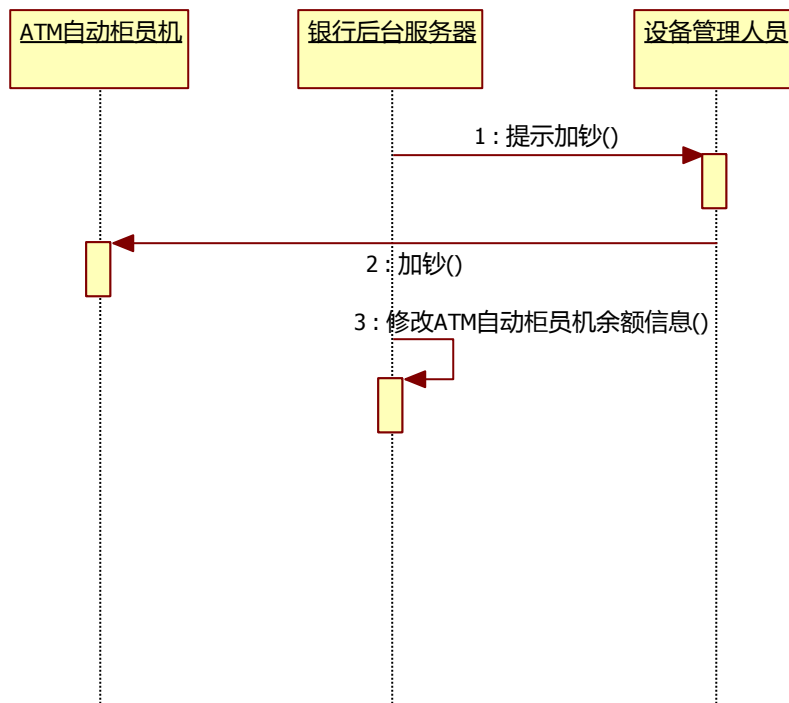 ATM自动柜员机
银行后台服务器
设备管理人员
1 : 提示加钞()
2 : 加钞()
3 : 修改ATM自动柜员机余额信息()